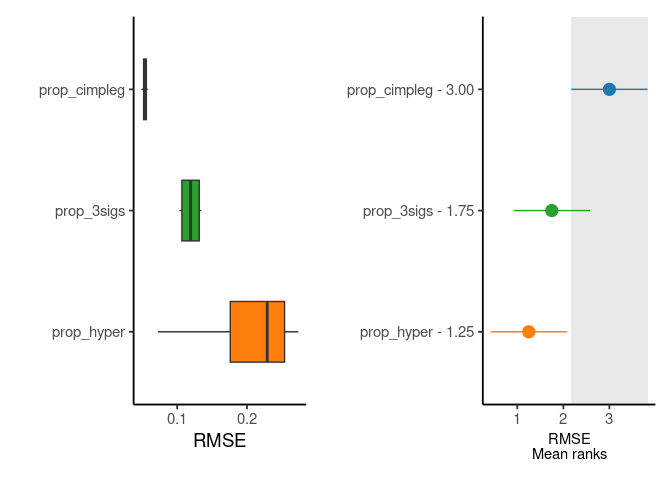 prop_cimpleg
prop_3sigs
prop_hyper
0.1 0.2
RMSE
prop_cimpleg - 3.00
prop_3sigs - 1.75
prop_hyper - 1.25
1 2 3
RMSE
Mean ranks